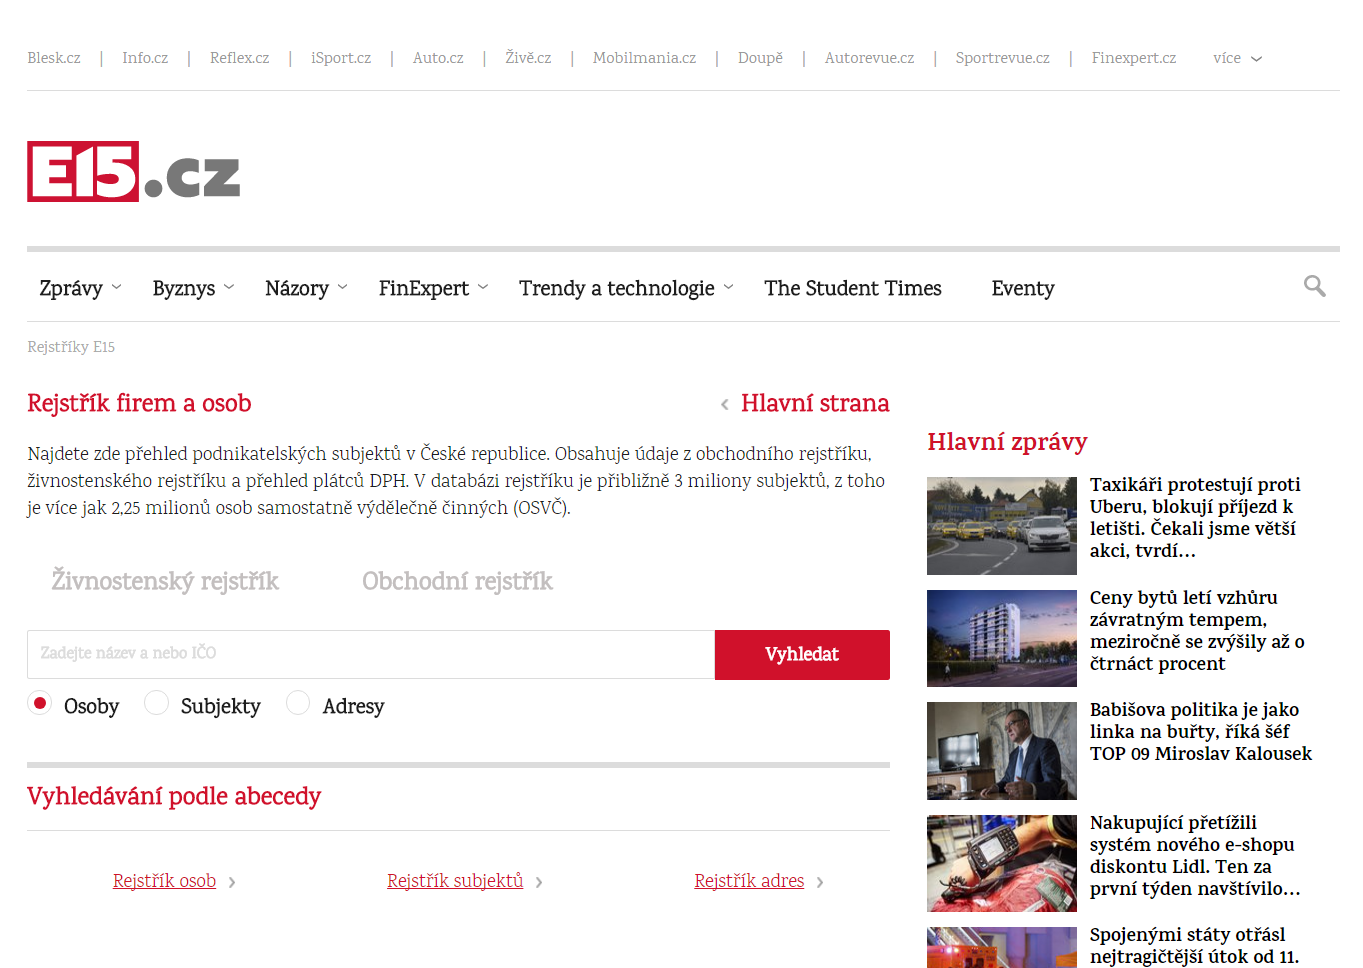 Blesk.cz | Info.cz | Reflex.cz | iSport.cz | Auto.cz | Živě.cz | Mobilmania.cz | Doupě | Autorevue.cz | Sportrevue.cz | Finexpert.cz více
E15.cz
Zprávy Byznys Názory FinExpert Trendy a technologie The Student Times Eventy
Rejstříky E15
Rejstřík firem a osob
Hlavní strana
Najdete zde přehled podnikatelských subjektů v České republice. Obsahuje údaje z obchodního rejstříku,
živnostenského rejstříku a přehled plátců DPH. V databázi rejstříku je přibližně 3 miliony subjektů, z toho
je více jak 2,25 milionů osob samostatně výdělečně činných (OSVČ).
Živnostenský rejstřík Obchodní rejstřík
Zadejte název a nebo IČO
Vyhledat
Osoby Subjekty Adresy
Vyhledávání podle abecedy
Rejstřík osob Rejstřík subjektů Rejstřík adres
Hlavní zprávy
Taxikáři protestují proti
Uberu, blokují příjezd k
letišti. Čekali jsme větší
akci, tvrdí...
Ceny bytů letí vzhůru
závratným tempem,
meziročně se zvýšily až o
čtrnáct procent
Babišova politika je jako
linka na buřty, říká šéf
TOP 09 Miroslav Kalousek
Nakupující přetížili
systém nového e-shopu
diskontu Lidl. Ten za
první týden navštívilo...
Spojenými státy otřásl
nejtragičtější útok od 11.